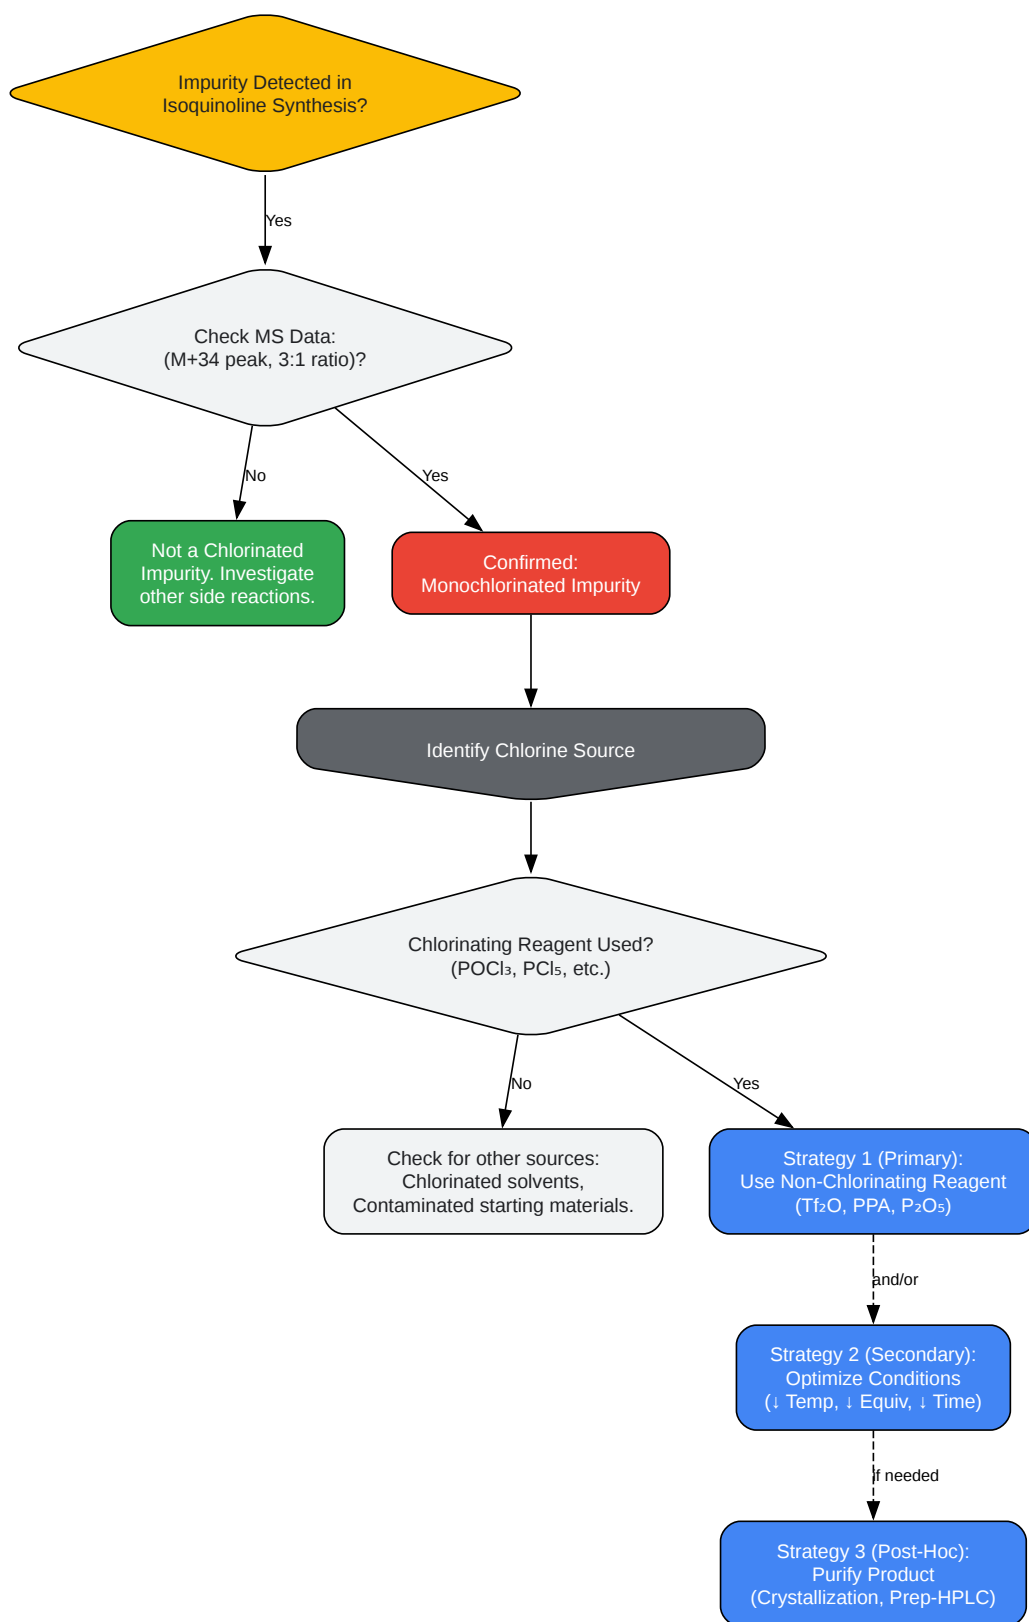 Impurity Detected in
Isoquinoline Synthesis?
Yes
Check MS Data:
(M+34 peak, 3:1 ratio)?
No
Yes
Not a Chlorinated
Impurity. Investigate
other side reactions.
Confirmed:
Monochlorinated Impurity
Identify Chlorine Source
Chlorinating Reagent Used?
(POCl₃, PCl₅, etc.)
No
Yes
Check for other sources:
Chlorinated solvents,
Contaminated starting materials.
Strategy 1 (Primary):
Use Non-Chlorinating Reagent
(Tf₂O, PPA, P₂O₅)
and/or
Strategy 2 (Secondary):
Optimize Conditions
(↓ Temp, ↓ Equiv, ↓ Time)
if needed
Strategy 3 (Post-Hoc):
Purify Product
(Crystallization, Prep-HPLC)